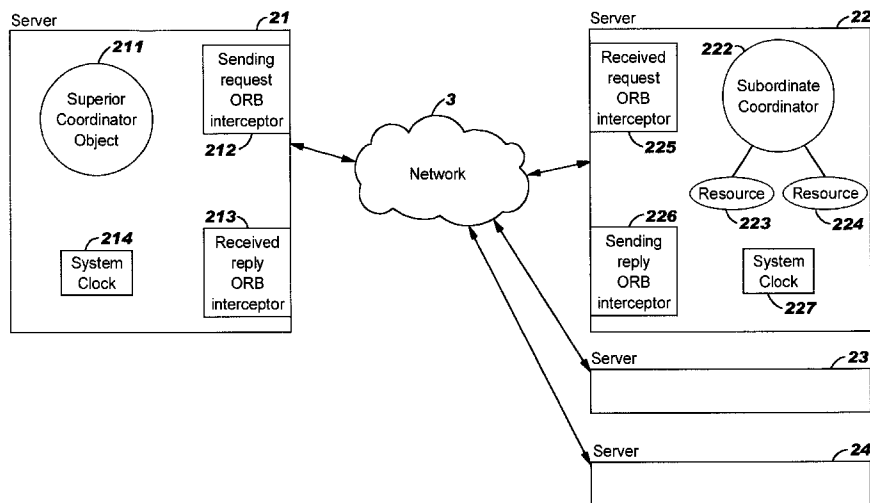 Server
21
211
Superior
Coordinator
Object
Sending
request
ORB
interceptor
212
213
Received
reply
ORB
interceptor
214
System
Clock
3
Network
Server
22
222
Received
request
ORB
interceptor
225
Subordinate
Coordinator
Resource
Resource
223
224
226
Sending
reply
ORB
interceptor
System
Clock
227
Server
23
Server
24